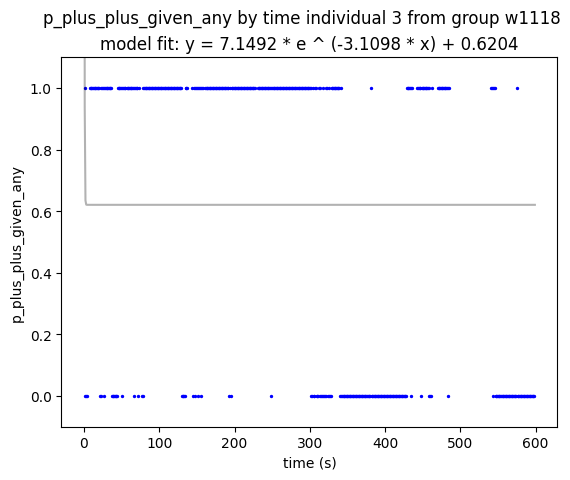 p_plus_plus_given_any by time individual 3 from group w1118
model fit: y = 7.1492 * e ^ (-3.1098 * x) + 0.6204
1.0
0.8
0.6
0.4
0.2
0.0
p_plus_plus_given_any
0 100 200 300 400 500 600
time (s)